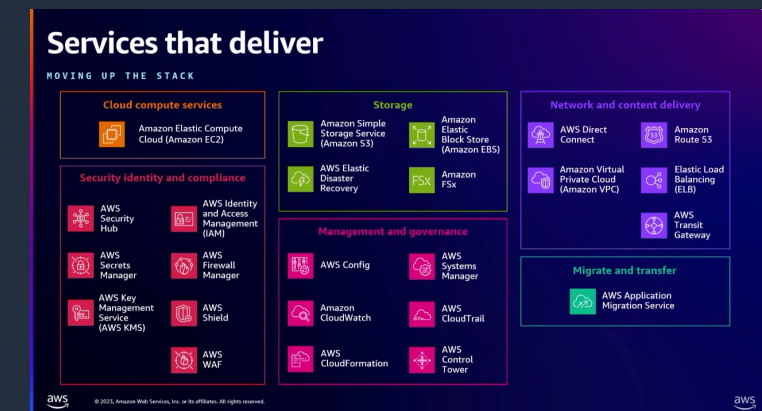 Services that deliver
MOVING UP THE STACK
Cloud compute services
Amazon Elastic Compute
Cloud (Amazon EC2)
Security identity and compliance
AWS
Security
Hub
AWS Identity
and Access
Management
(IAM)
AWS
Secrets
Manager
AWS
Firewall
Manager
AWS Key
Management
Service
(AWS KMS)
AWS
Shield
AWS
WAF
Storage
Amazon Simple
Storage Service
(Amazon S3)
Amazon
Elastic
Block Store
(Amazon EBS)
AWS Elastic
Disaster
Recovery
FSx
Amazon
FSx
Management and governance
AWS Config
AWS
Systems
Manager
Amazon
CloudWatch
AWS
CloudTrail
AWS
CloudFormation
AWS
Control
Tower
Network and content delivery
AWS Direct
Connect
53
Amazon
Route 53
Amazon Virtual
Private Cloud
(Amazon VPC)
Elastic Load
Balancing
(ELB)
AWS
Transit
Gateway
Migrate and transfer
AWS Application
Migration Service
aws
© 2023, Amazon Web Services, Inc. or its affiliates. All rights reserved.
aws